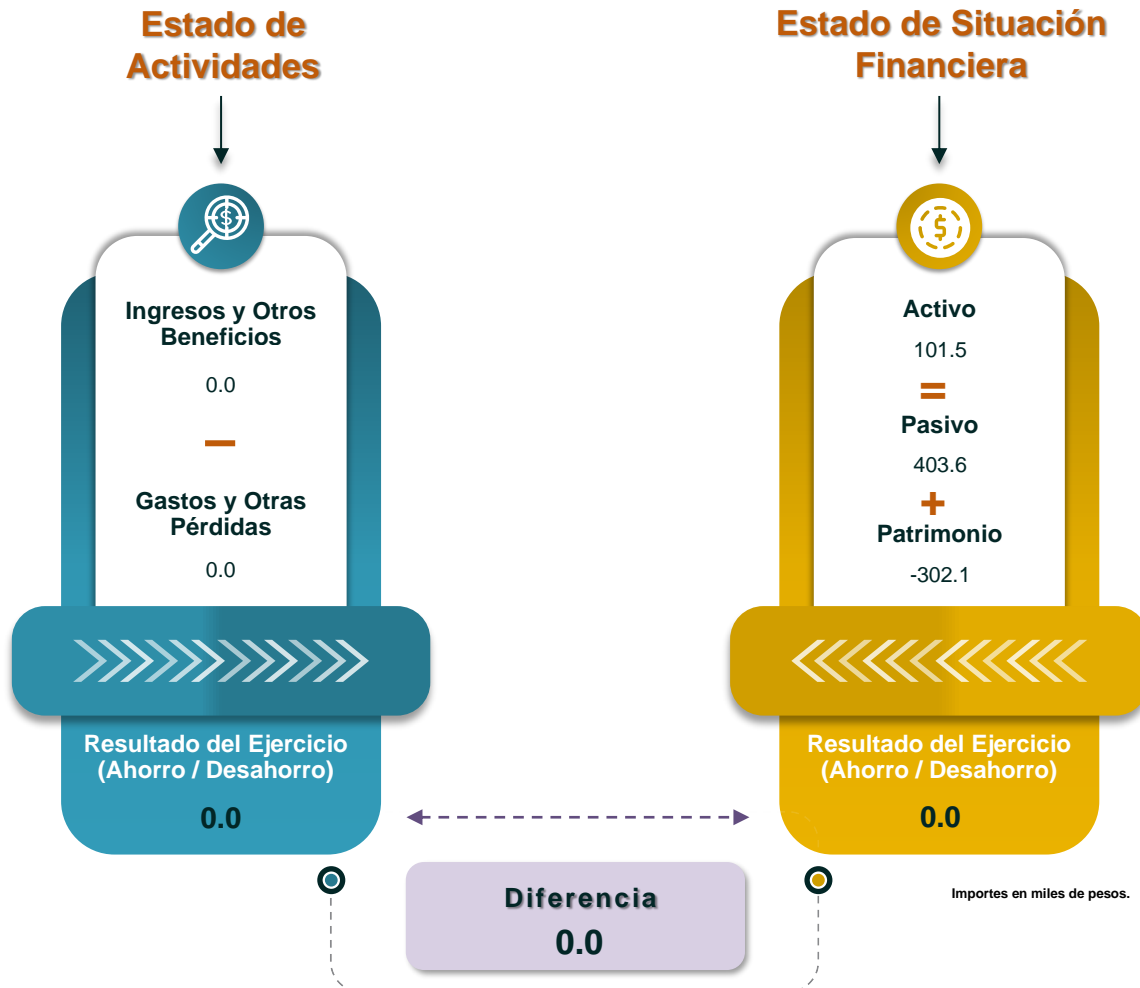 Estado de
Actividades
Ingresos y Otros
Beneficios
0.0
−
Gastos y Otras
Pérdidas
0.0
Resultado del Ejercicio
(Ahorro / Desahorro)
0.0
Estado de Situación
Financiera
$
Activo
101.5
=
Pasivo
403.6
+
Patrimonio
-302.1
Resultado del Ejercicio
(Ahorro / Desahorro)
0.0
Diferencia
0.0
Importes en miles de pesos.